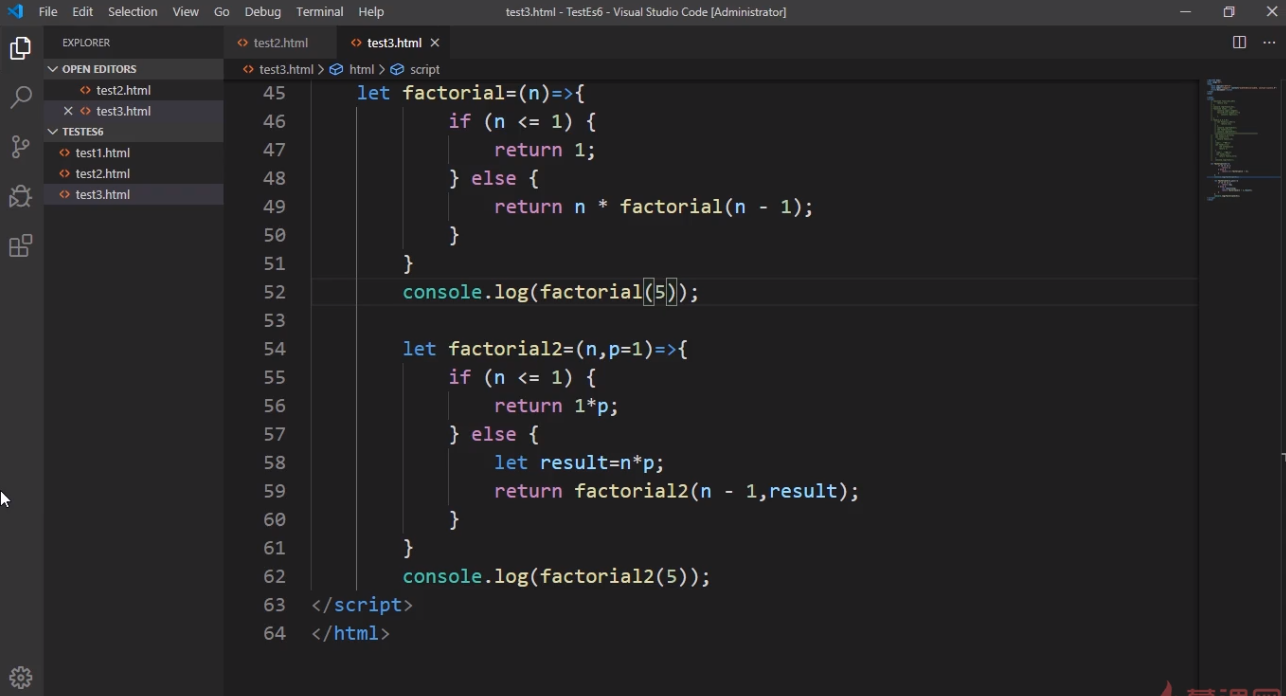 File Edit Selection View Go Debug Terminal Help test3.html - TestEs6 - Visual Studio Code [Administrator]
EXPLORER
OPEN EDITORS
test2.html
test3.html
TESTES6
test1.html
test2.html
test3.html
test2.html test3.html
test3.html > html > script
45 let factorial=(n)=>{
46 if (n <= 1) {
47 return 1;
48 } else {
49 return n * factorial(n - 1);
50 }
51 }
52 console.log(factorial(5));
53
54 let factorial2=(n,p=1)=>{
55 if (n <= 1) {
56 return 1*p;
57 } else {
58 let result=n*p;
59 return factorial2(n - 1,result);
60 }
61 }
62 console.log(factorial2(5));
63 </script>
64 </html>